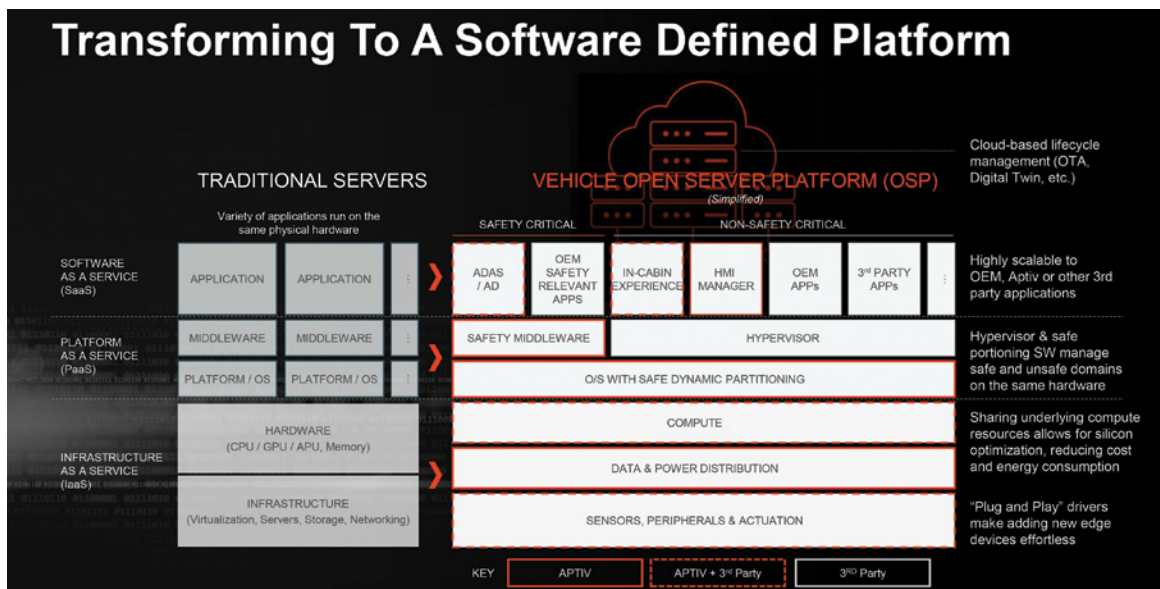 Transforming To A Software Defined Platform
Cloud-based lifecycle
management (OTA,
Digital Twin, etc.)
TRADITIONAL SERVERS
VEHICLE OPEN SERVER PLATFORM (OSP)
(Simplified)
Variety of applications run on the
same physical hardware
SAFETY CRITICAL
NON-SAFETY CRITICAL
SOFTWARE
AS A SERVICE
(SaaS)
APPLICATION
APPLICATION
ADAS
/ AD
OEM
SAFETY
RELEVANT
APPS
IN-CABIN
EXPERIENCE
HMI
MANAGER
OEM
APPs
3rd PARTY
APPs
Highly scalable to
OEM, Aptiv or other 3rd
party applications
PLATFORM
AS A SERVICE
(PaaS)
MIDDLEWARE
MIDDLEWARE
SAFETY MIDDLEWARE
HYPERVISOR
PLATFORM / OS
PLATFORM / OS
O/S WITH SAFE DYNAMIC PARTITIONING
Hypervisor & safe
portioning SW manage
safe and unsafe domains
on the same hardware
INFRASTRUCTURE
AS A SERVICE
(IaaS)
HARDWARE
(CPU / GPU / APU, Memory)
INFRASTRUCTURE
(Virtualization, Servers, Storage, Networking)
COMPUTE
DATA & POWER DISTRIBUTION
SENSORS, PERIPHERALS & ACTUATION
Sharing underlying compute
resources allows for silicon
optimization, reducing cost
and energy consumption
"Plug and Play" drivers
make adding new edge
devices effortless
KEY
APTIV
APTIV + 3rd Party
3RD Party